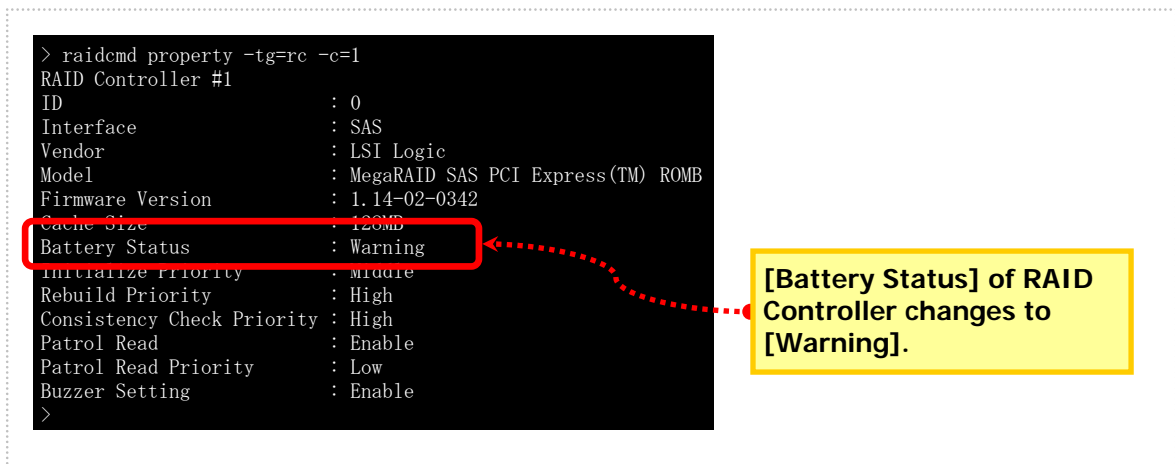 > raidcmd property -tg=rc -c=1
RAID Controller #1
ID : 0
Interface : SAS
Vendor : LSI Logic
Model : MegaRAID SAS PCI Express(TM) ROMB
Firmware Version : 1.14-02-0342
Cache Size : 128MB
Battery Status : Warning
Initialize Priority : Middle
Rebuild Priority : High
Consistency Check Priority : High
Patrol Read : Enable
Patrol Read Priority : Low
Buzzer Setting : Enable
>
[Battery Status] of RAID
Controller changes to
[Warning].